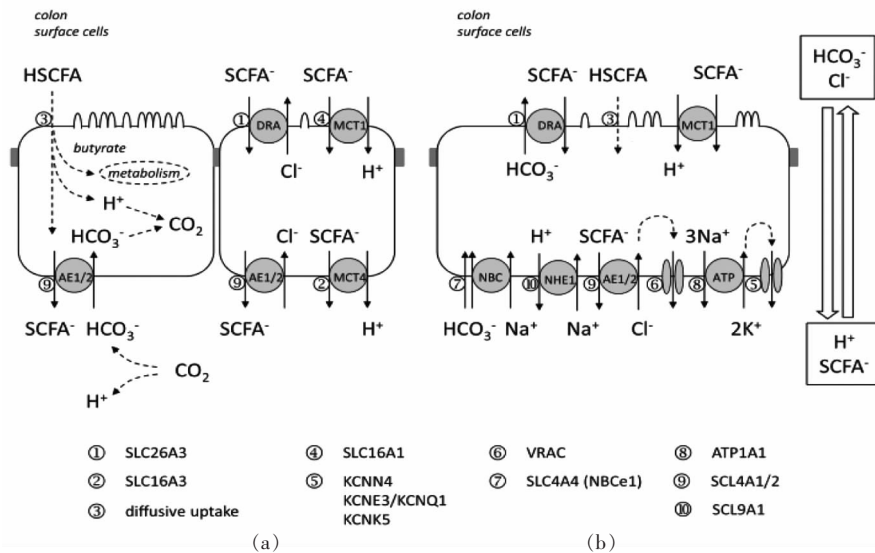 colon
surface cells
HSCFA
③
butyrate
metabolism
H⁺
HCO₃⁻
CO₂
AE1/2
⑨
SCFA⁻ HCO₃⁻
CO₂
H⁺
SCFA⁻ SCFA⁻
① DRA ④ MCT1
Cl⁻ H⁺
Cl⁻ SCFA⁻
⑨ AE1/2 ② MCT4
SCFA⁻ H⁺
colon
surface cells
SCFA⁻ HSCFA SCFA⁻
① DRA ③ MCT1
HCO₃⁻ H⁺
H⁺ SCFA⁻ 3Na⁺
⑦ NBC ⑩ NHE1 ⑨ AE1/2 ⑥ ⑧ ATP ⑤
HCO₃⁻ Na⁺ Na⁺ Cl⁻ 2K⁺
HCO₃⁻
Cl⁻
H⁺
SCFA⁻
① SLC26A3
② SLC16A3
③ diffusive uptake
④ SLC16A1
⑤ KCNN4
KCNE3/KCNQ1
KCNK5
⑥ VRAC
⑦ SLC4A4 (NBCe1)
⑧ ATP1A1
⑨ SCL4A1/2
⑩ SCL9A1
(a) (b)